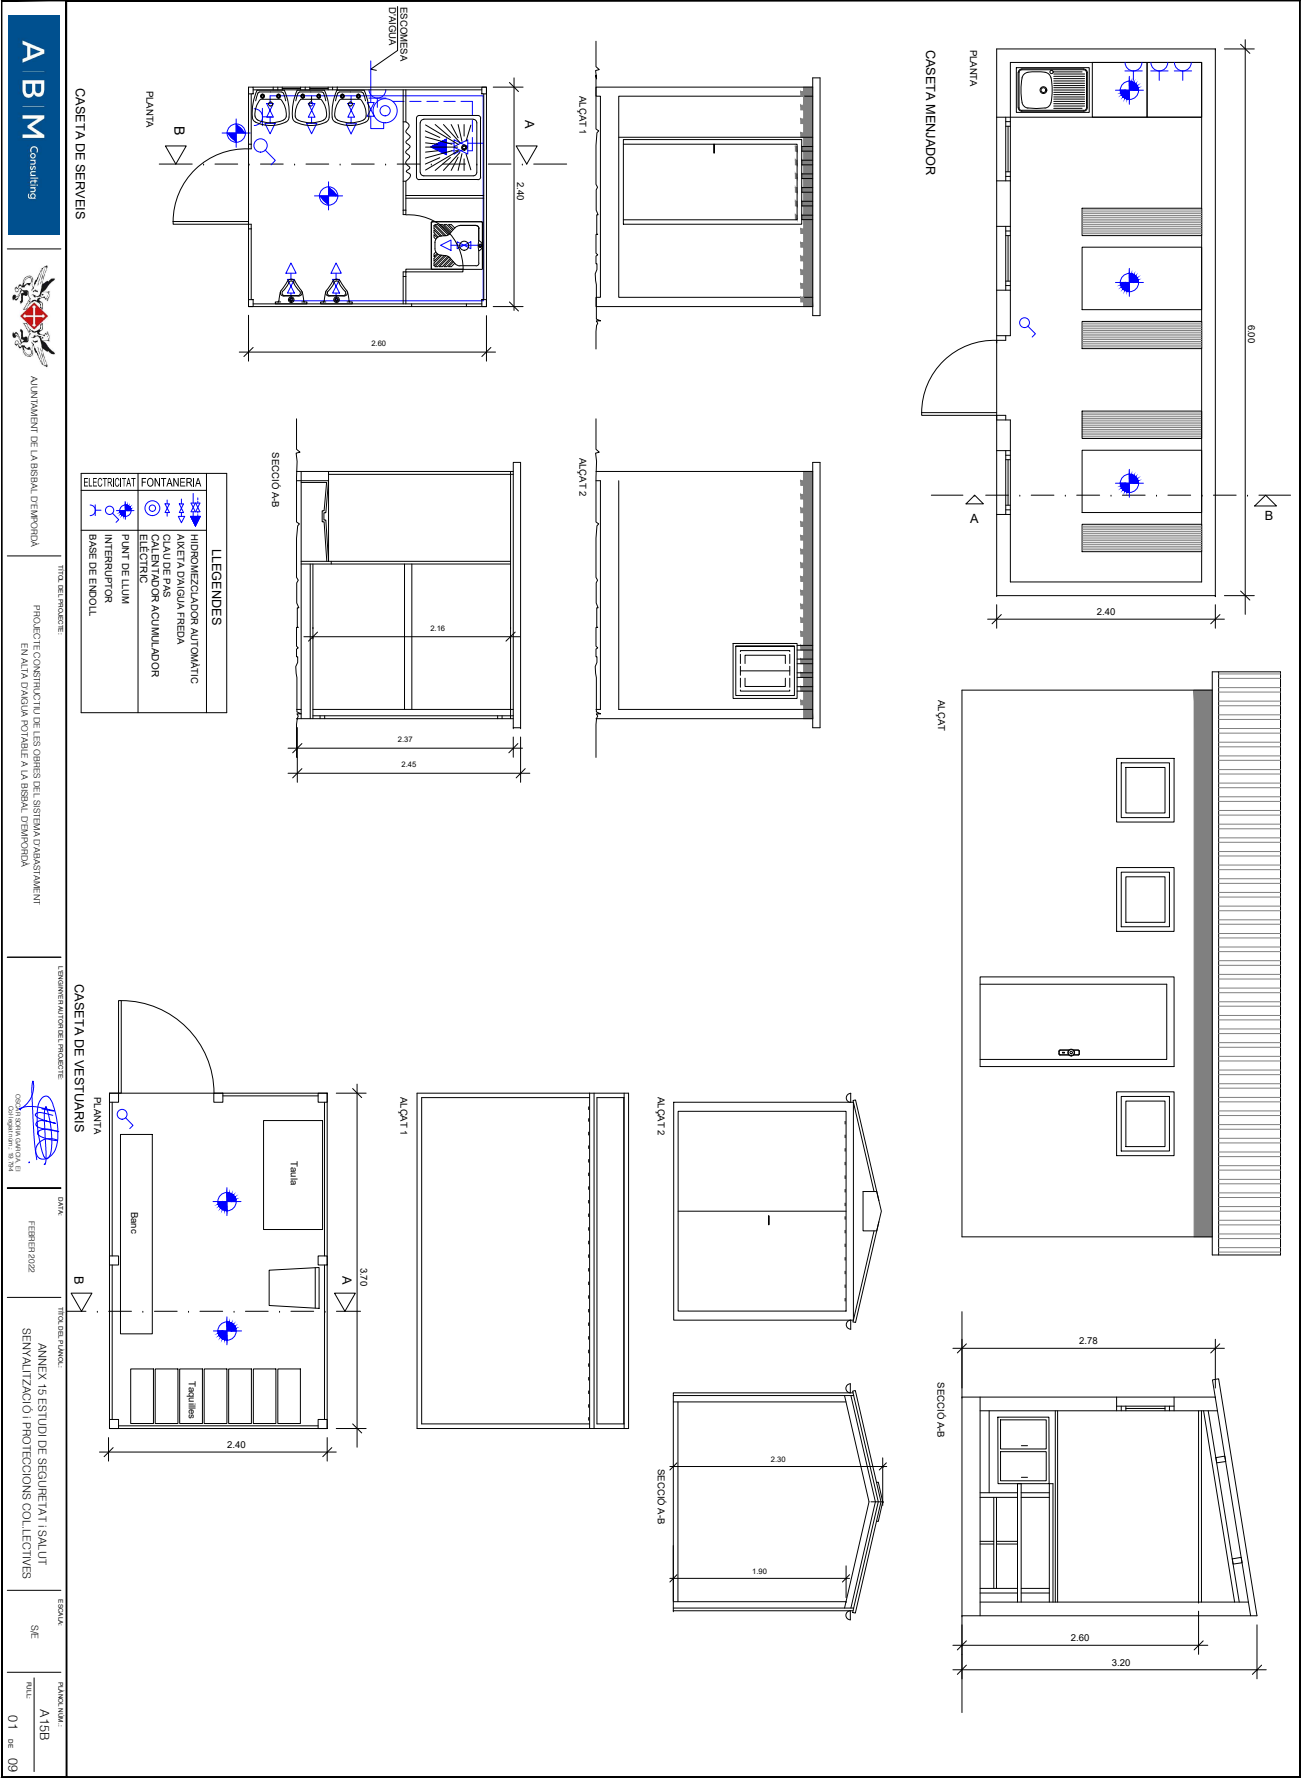 CASETA MENJADOR
PLANTA
6.00
2.40
A
B
ALÇAT
SECCIÓ A-B
2.78
2.60
3.20
ALÇAT 1
ALÇAT 2
ESCOMESA
D'AIGUA
CASETA DE SERVEIS
PLANTA
B
A
2.40
2.60
SECCIÓ A-B
2.16
2.37
2.45
LLEGENDES
FONTANERIA
HIDROMEZCLADOR AUTOMÀTIC
AIXETA D'AIGUA FREDA
CLAU DE PAS
CALENTADOR ACUMULADOR
ELÈCTRIC
ELECTRICITAT
PUNT DE LLUM
INTERRUPTOR
BASE DE ENDOLL
ALÇAT 2
SECCIÓ A-B
2.30
1.90
ALÇAT 1
CASETA DE VESTUARIS
PLANTA
Taula
Banc
Taquilles
A
B
3.70
2.40
A B M Consulting
AJUNTAMENT DE LA BISBAL D'EMPORDÀ
TÍTOL DEL PROJECTE:
PROJECTE CONSTRUCTIU DE LES OBRES DEL SISTEMA D'ABASTAMENT
EN ALTA D'AIGUA POTABLE A LA BISBAL D'EMPORDÀ
L'ENGINYER AUTOR DEL PROJECTE:
OSCAR SORIA GARCIA, EI
DATA:
FEBRER 2022
TÍTOL DEL PLÀNOL:
ANNEX 15 ESTUDI DE SEGURETAT I SALUT
SENYALITZACIÓ I PROTECCIONS COL.LECTIVES
ESCALA:
S/E
PLÀNOL NÚM.:
A15B
FULL:
01 DE 09